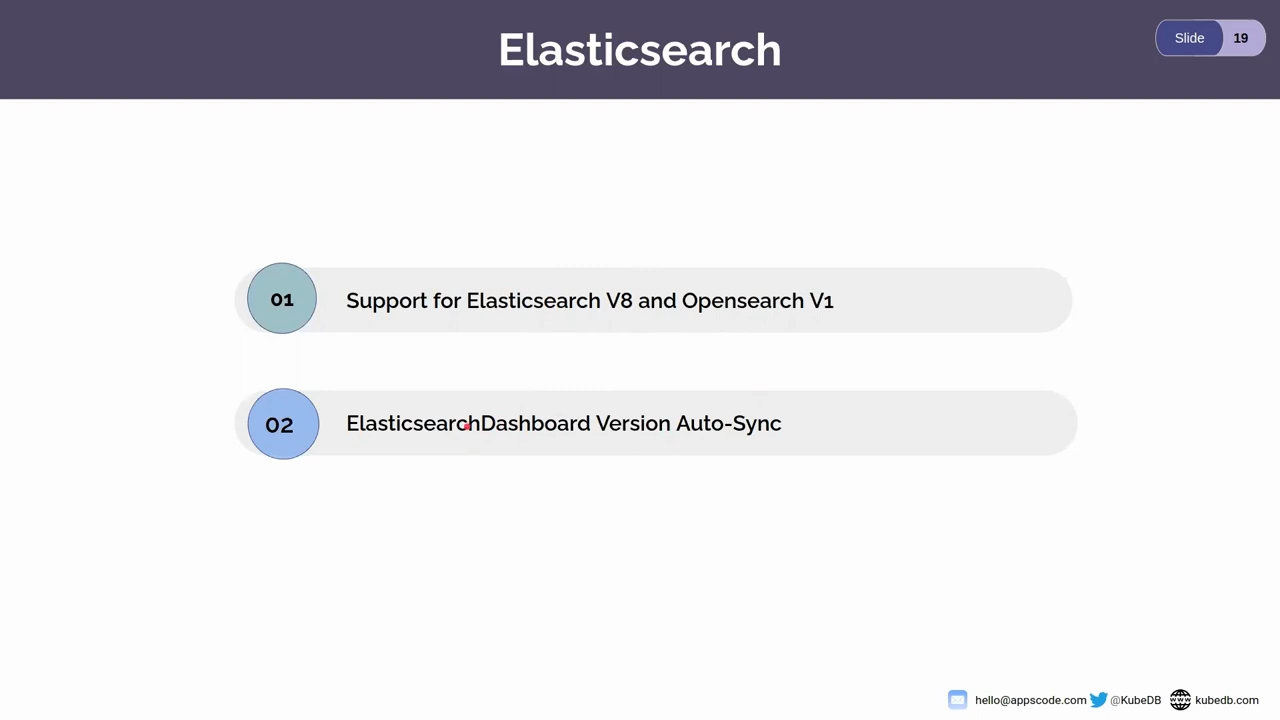 Elasticsearch
Slide 19
01 Support for Elasticsearch V8 and Opensearch V1
02 ElasticsearchDashboard Version Auto-Sync
hello@appscode.com @KubeDB kubedb.com